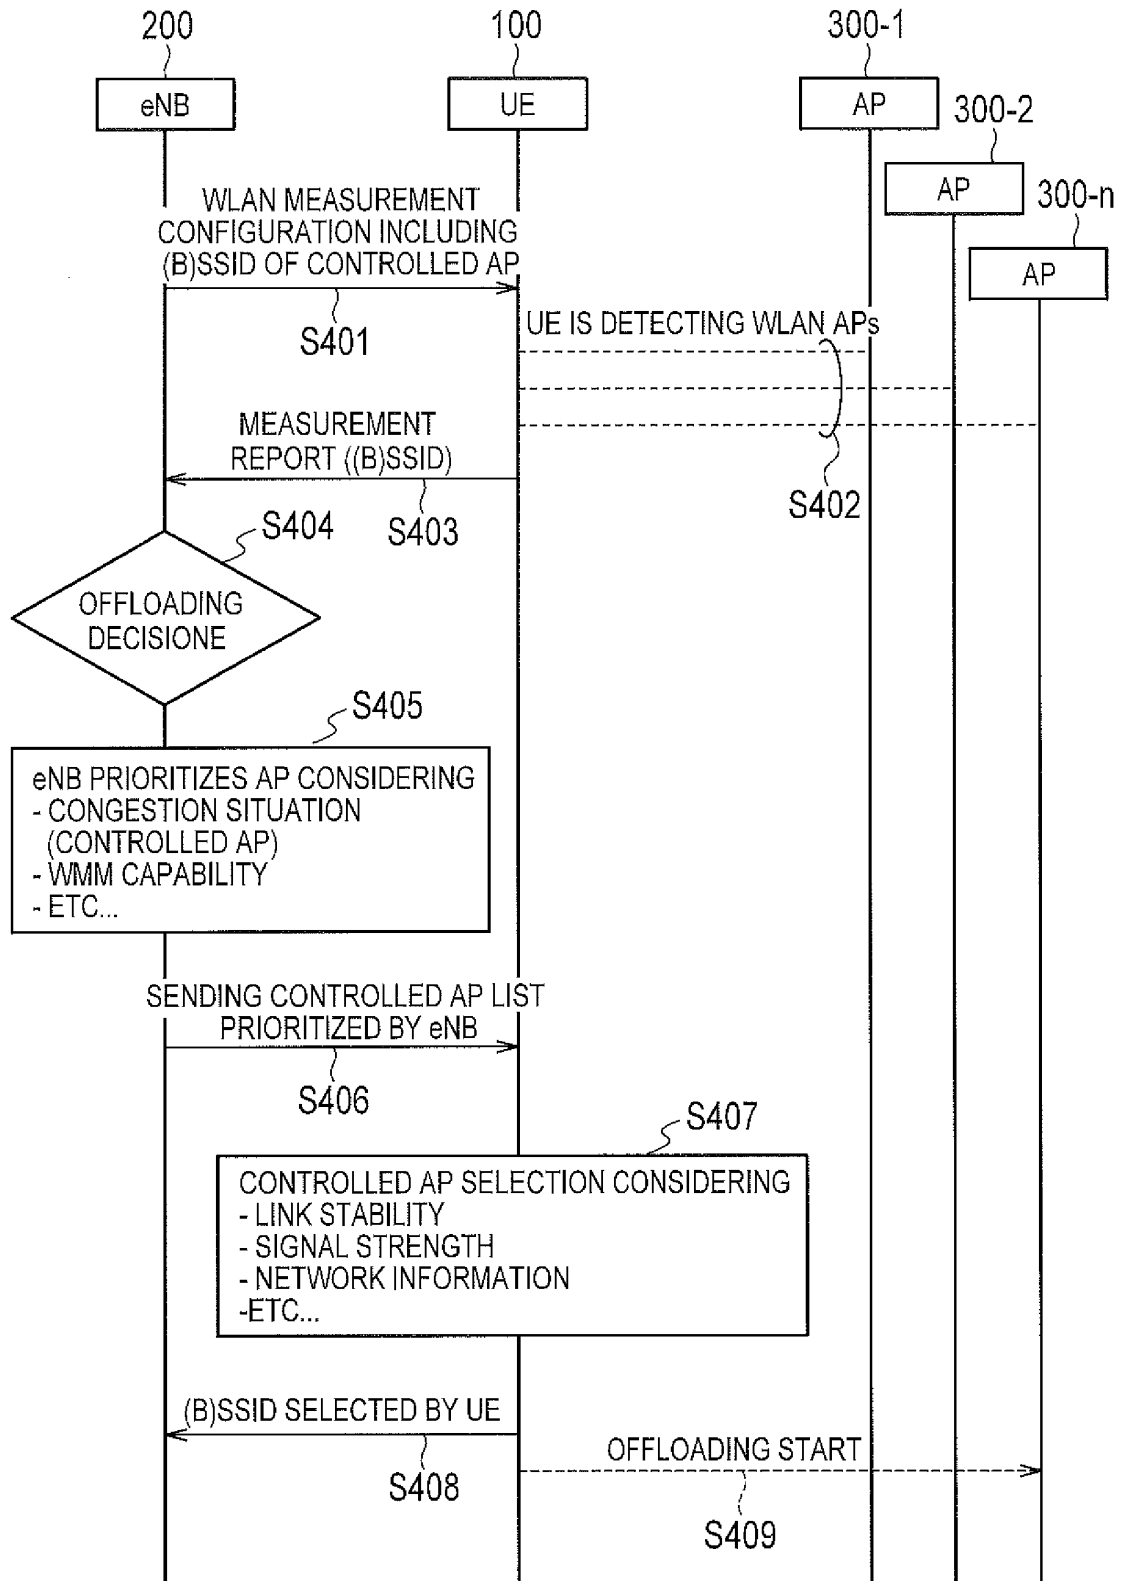 200
100
300-1
eNB
UE
AP
300-2
AP
300-n
AP
WLAN MEASUREMENT
CONFIGURATION INCLUDING
(B)SSID OF CONTROLLED AP
S401
UE IS DETECTING WLAN APs
S402
MEASUREMENT
REPORT ((B)SSID)
S403
S404
OFFLOADING
DECISIONE
S405
eNB PRIORITIZES AP CONSIDERING
- CONGESTION SITUATION
(CONTROLLED AP)
- WMM CAPABILITY
- ETC...
SENDING CONTROLLED AP LIST
PRIORITIZED BY eNB
S406
S407
CONTROLLED AP SELECTION CONSIDERING
- LINK STABILITY
- SIGNAL STRENGTH
- NETWORK INFORMATION
-ETC...
(B)SSID SELECTED BY UE
S408
OFFLOADING START
S409